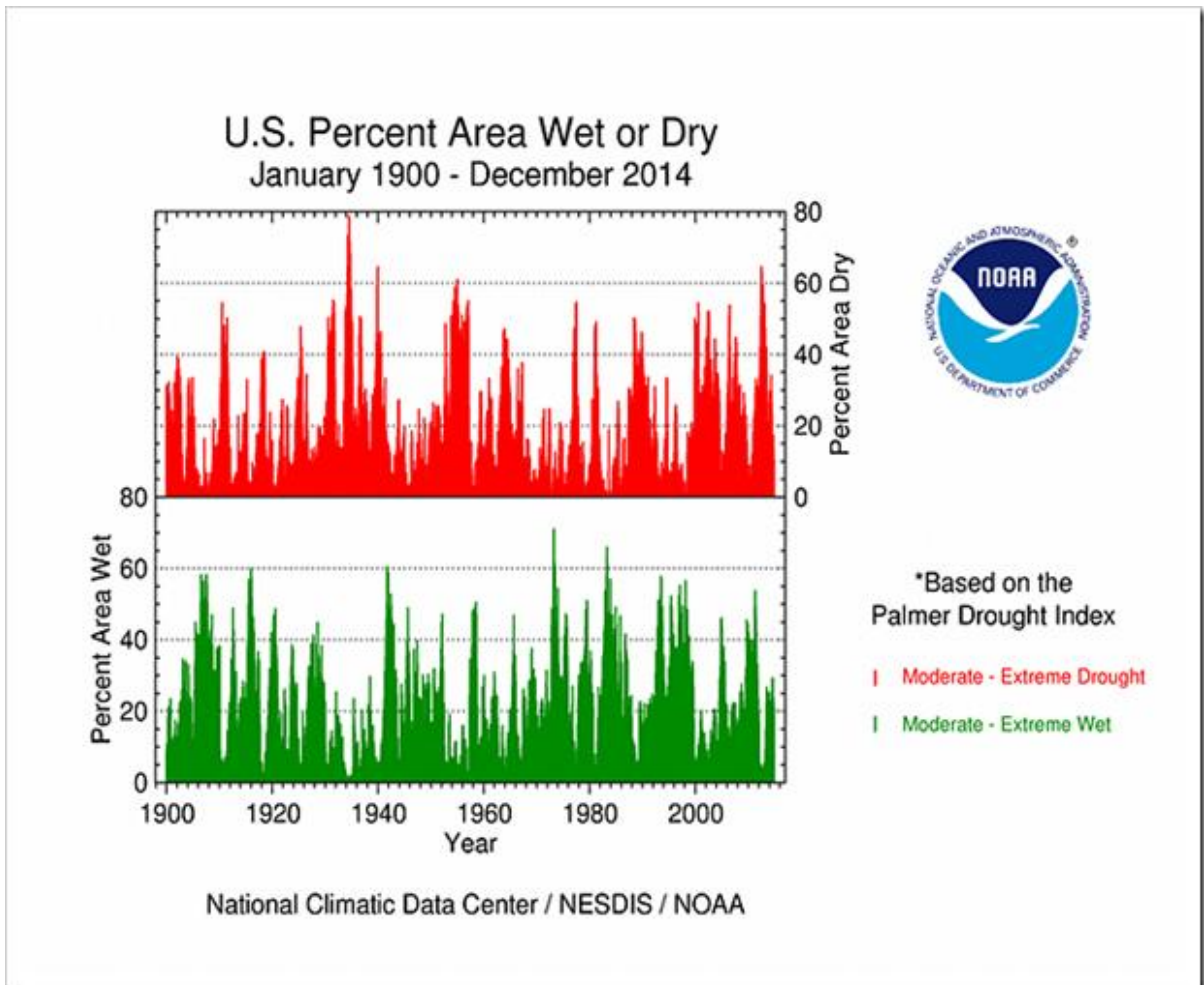 U.S. Percent Area Wet or Dry
January 1900 - December 2014
80
60
40
20
0
Percent Area Dry
80
60
40
20
0
Percent Area Wet
1900 1920 1940 1960 1980 2000
Year
National Climatic Data Center / NESDIS / NOAA
NATIONAL OCEANIC AND ATMOSPHERIC ADMINISTRATION
®
NOAA
U.S. DEPARTMENT OF COMMERCE
*Based on the
Palmer Drought Index
Moderate - Extreme Drought
Moderate - Extreme Wet